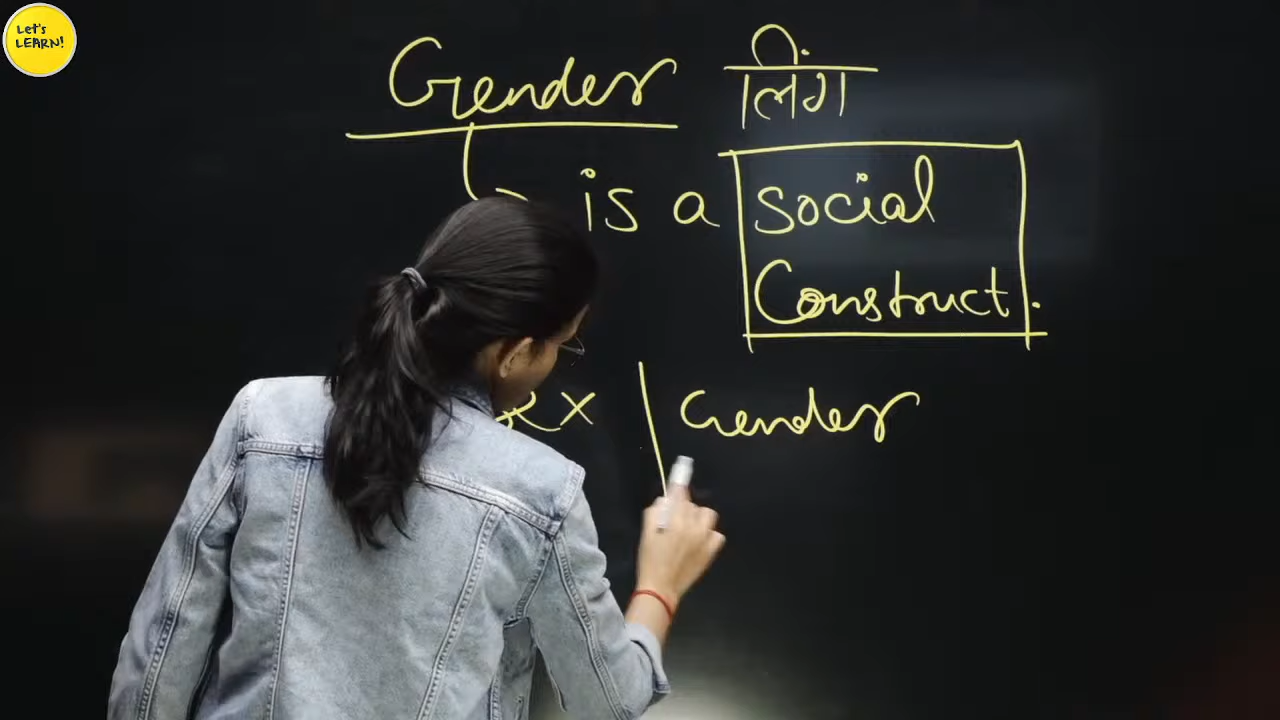 Let's
LEARN!
Gender लिंग
is a social
Construct.
Gender